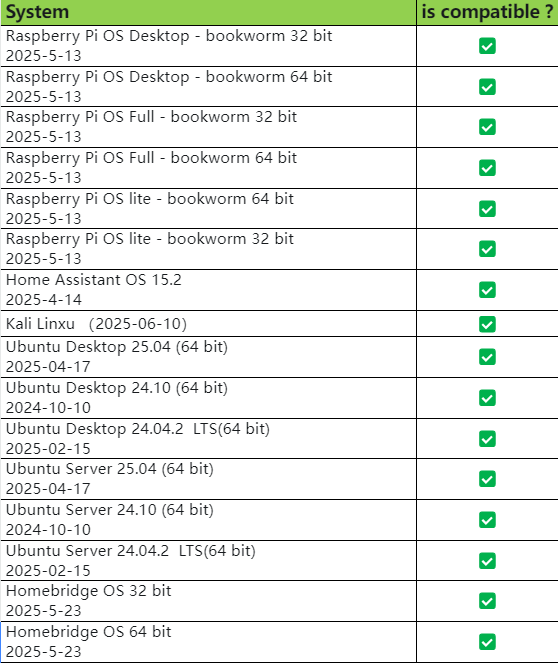 System is compatible ?
Raspberry Pi OS Desktop - bookworm 32 bit
2025-5-13
Raspberry Pi OS Desktop - bookworm 64 bit
2025-5-13
Raspberry Pi OS Full - bookworm 32 bit
2025-5-13
Raspberry Pi OS Full - bookworm 64 bit
2025-5-13
Raspberry Pi OS lite - bookworm 64 bit
2025-5-13
Raspberry Pi OS lite - bookworm 32 bit
2025-5-13
Home Assistant OS 15.2
2025-4-14
Kali Linxu （2025-06-10）
Ubuntu Desktop 25.04 (64 bit)
2025-04-17
Ubuntu Desktop 24.10 (64 bit)
2024-10-10
Ubuntu Desktop 24.04.2  LTS(64 bit)
2025-02-15
Ubuntu Server 25.04 (64 bit)
2025-04-17
Ubuntu Server 24.10 (64 bit)
2024-10-10
Ubuntu Server 24.04.2  LTS(64 bit)
2025-02-15
Homebridge OS 32 bit
2025-5-23
Homebridge OS 64 bit
2025-5-23